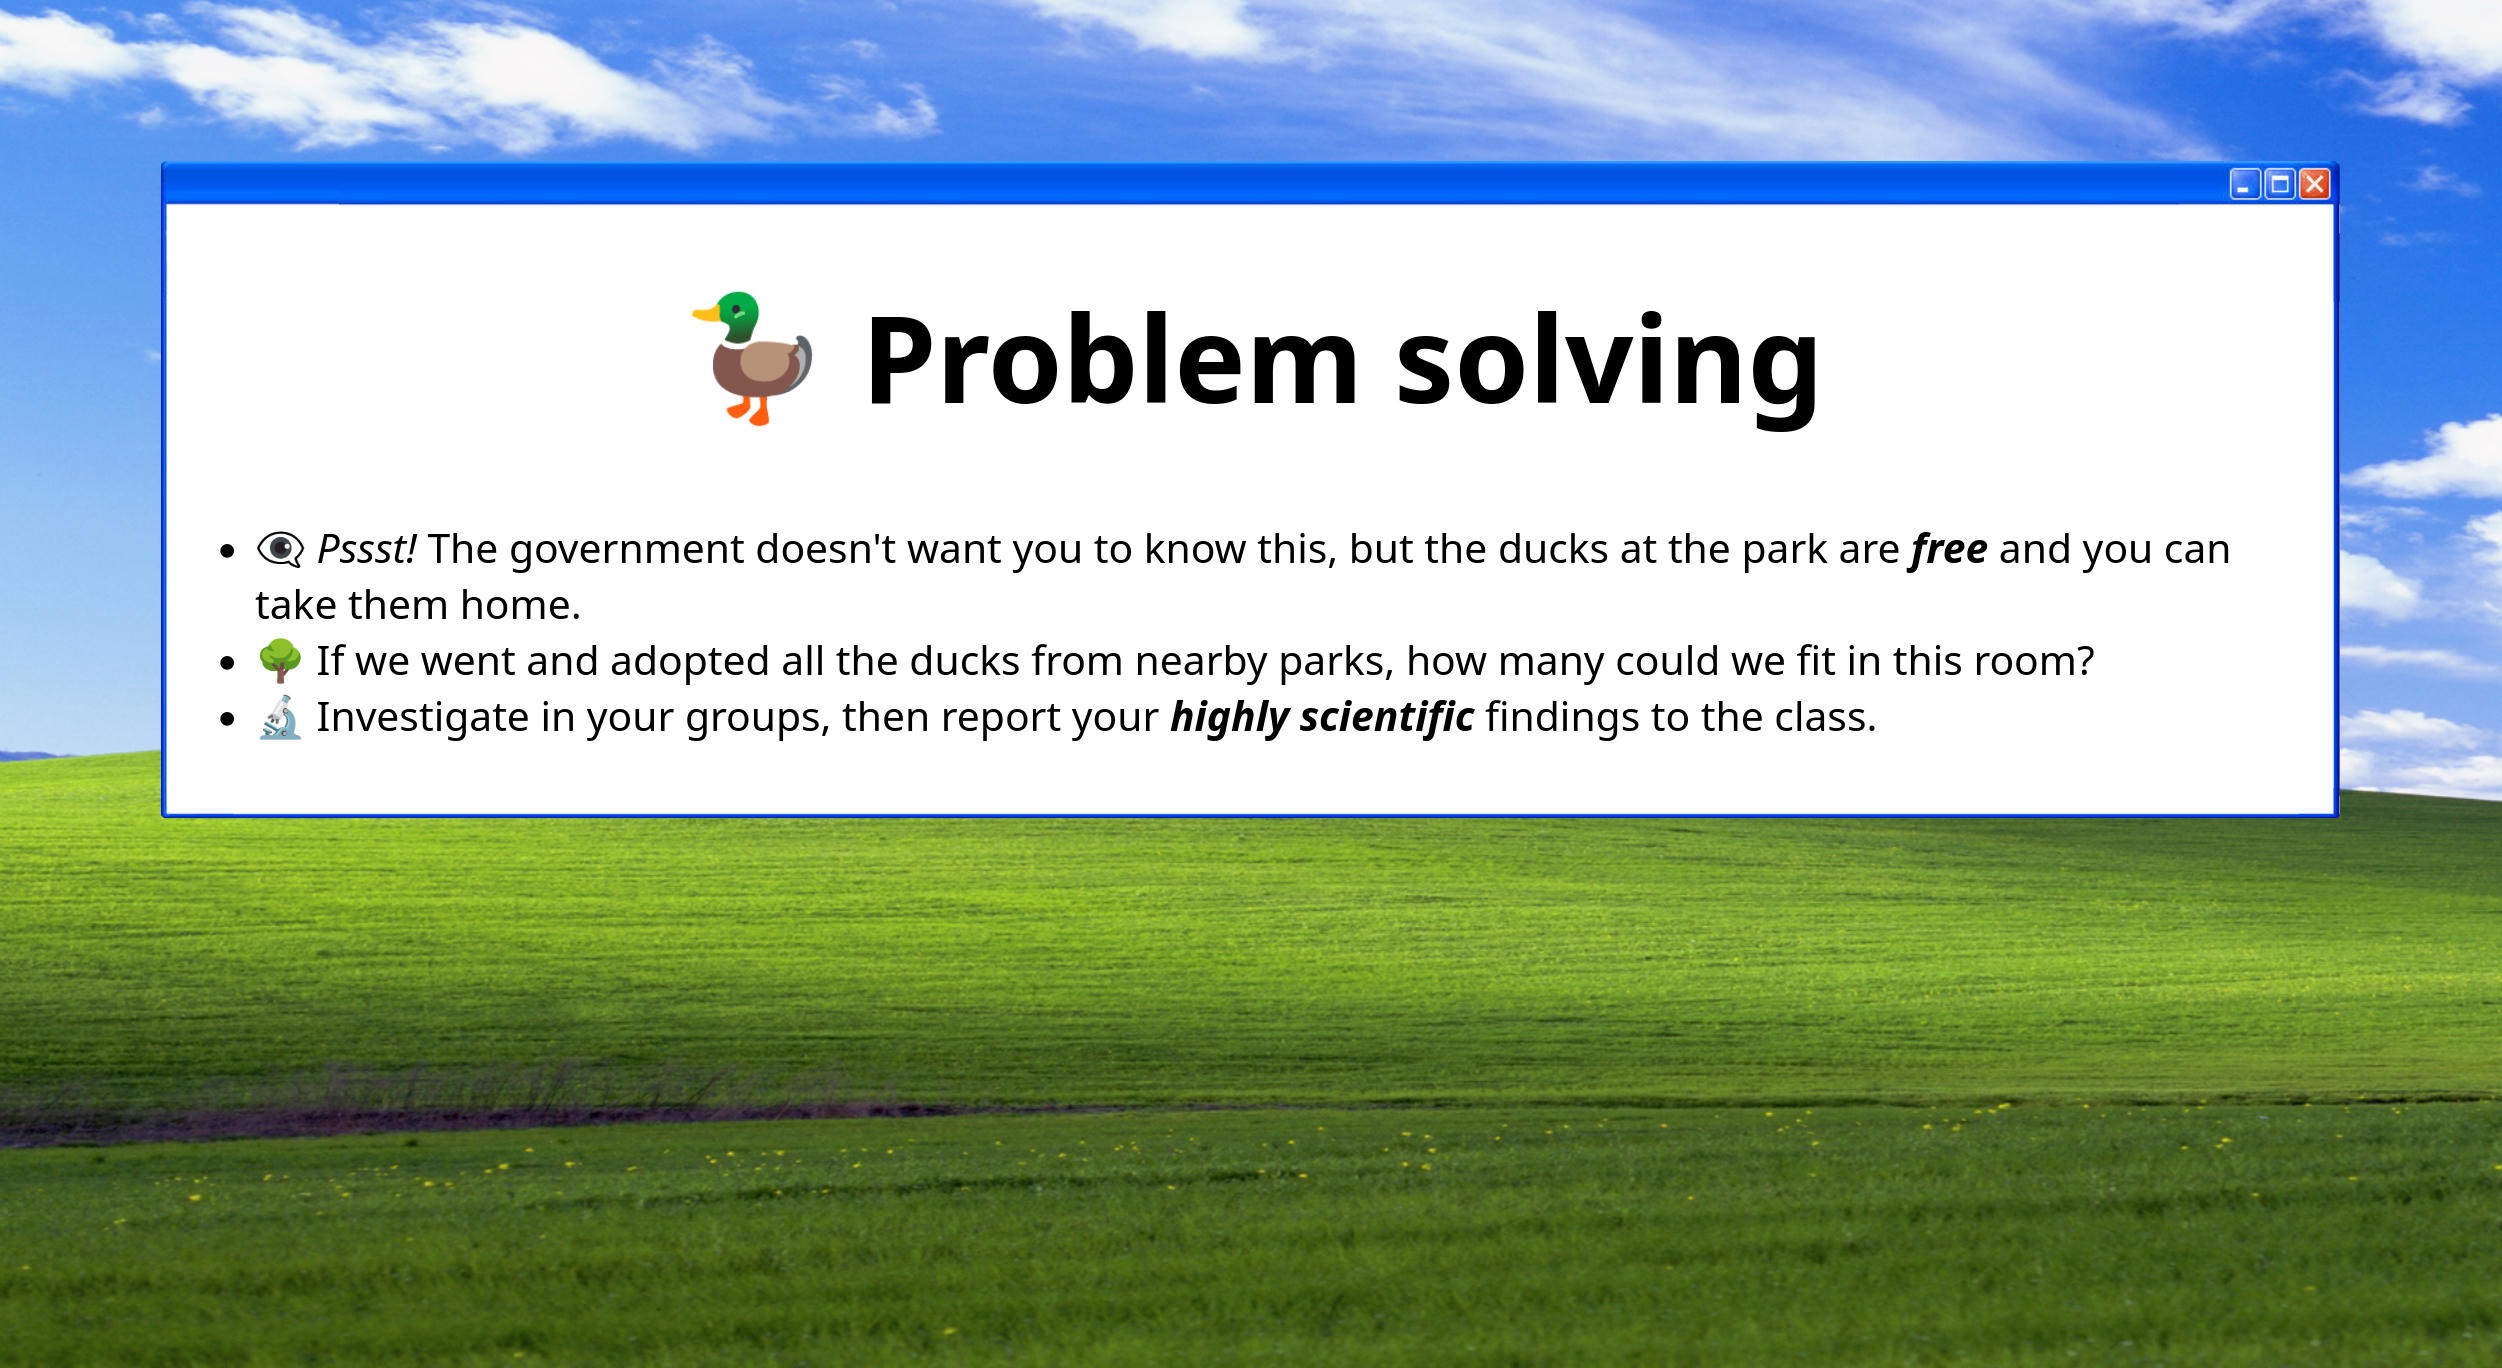 🦆 Problem solving
• 👁️‍🗨️ Pssst! The government doesn't want you to know this, but the ducks at the park are free and you can
take them home.
• 🌳 If we went and adopted all the ducks from nearby parks, how many could we fit in this room?
• 🔬 Investigate in your groups, then report your highly scientific findings to the class.